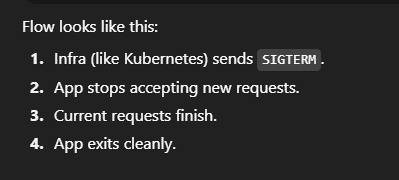 Flow looks like this:
1. Infra (like Kubernetes) sends SIGTERM.
2. App stops accepting new requests.
3. Current requests finish.
4. App exits cleanly.